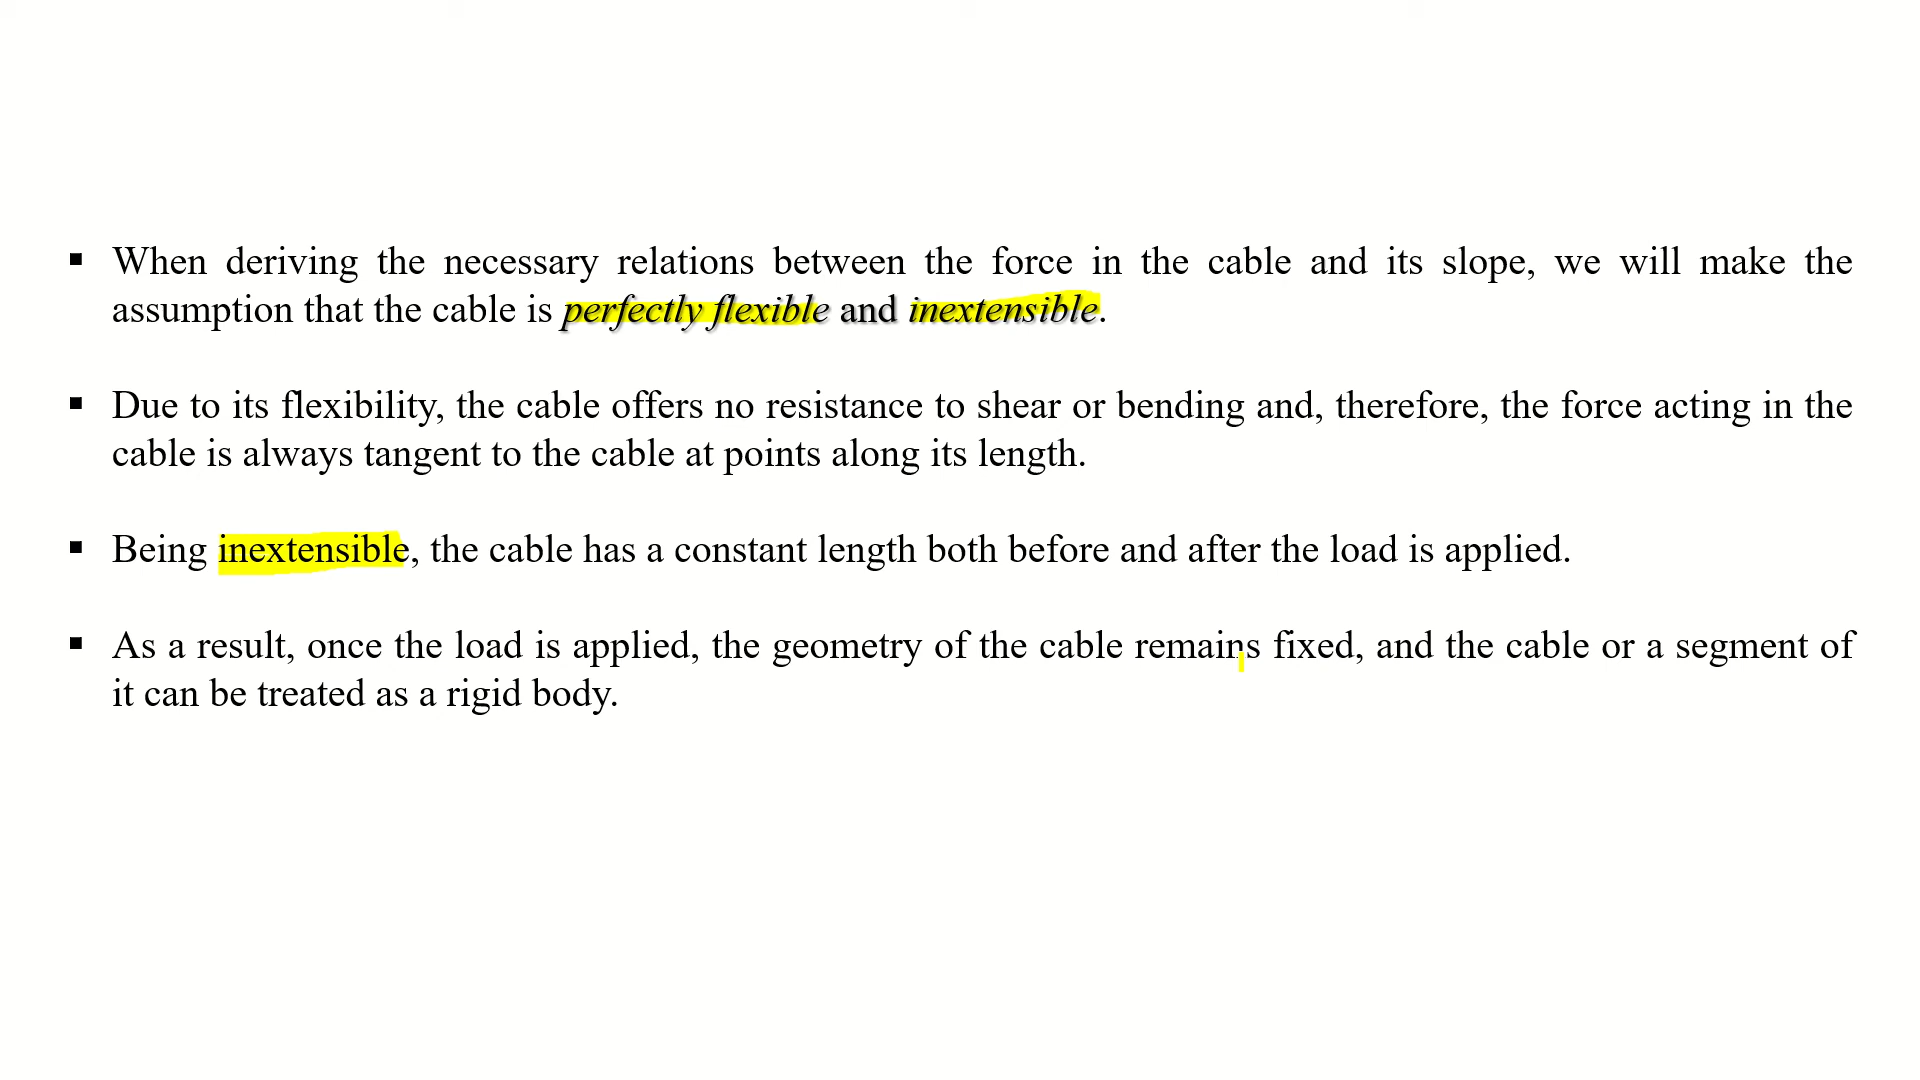 ▪ When deriving the necessary relations between the force in the cable and its slope, we will make the
assumption that the cable is perfectly flexible and inextensible.
▪ Due to its flexibility, the cable offers no resistance to shear or bending and, therefore, the force acting in the
cable is always tangent to the cable at points along its length.
▪ Being inextensible, the cable has a constant length both before and after the load is applied.
▪ As a result, once the load is applied, the geometry of the cable remains fixed, and the cable or a segment of
it can be treated as a rigid body.